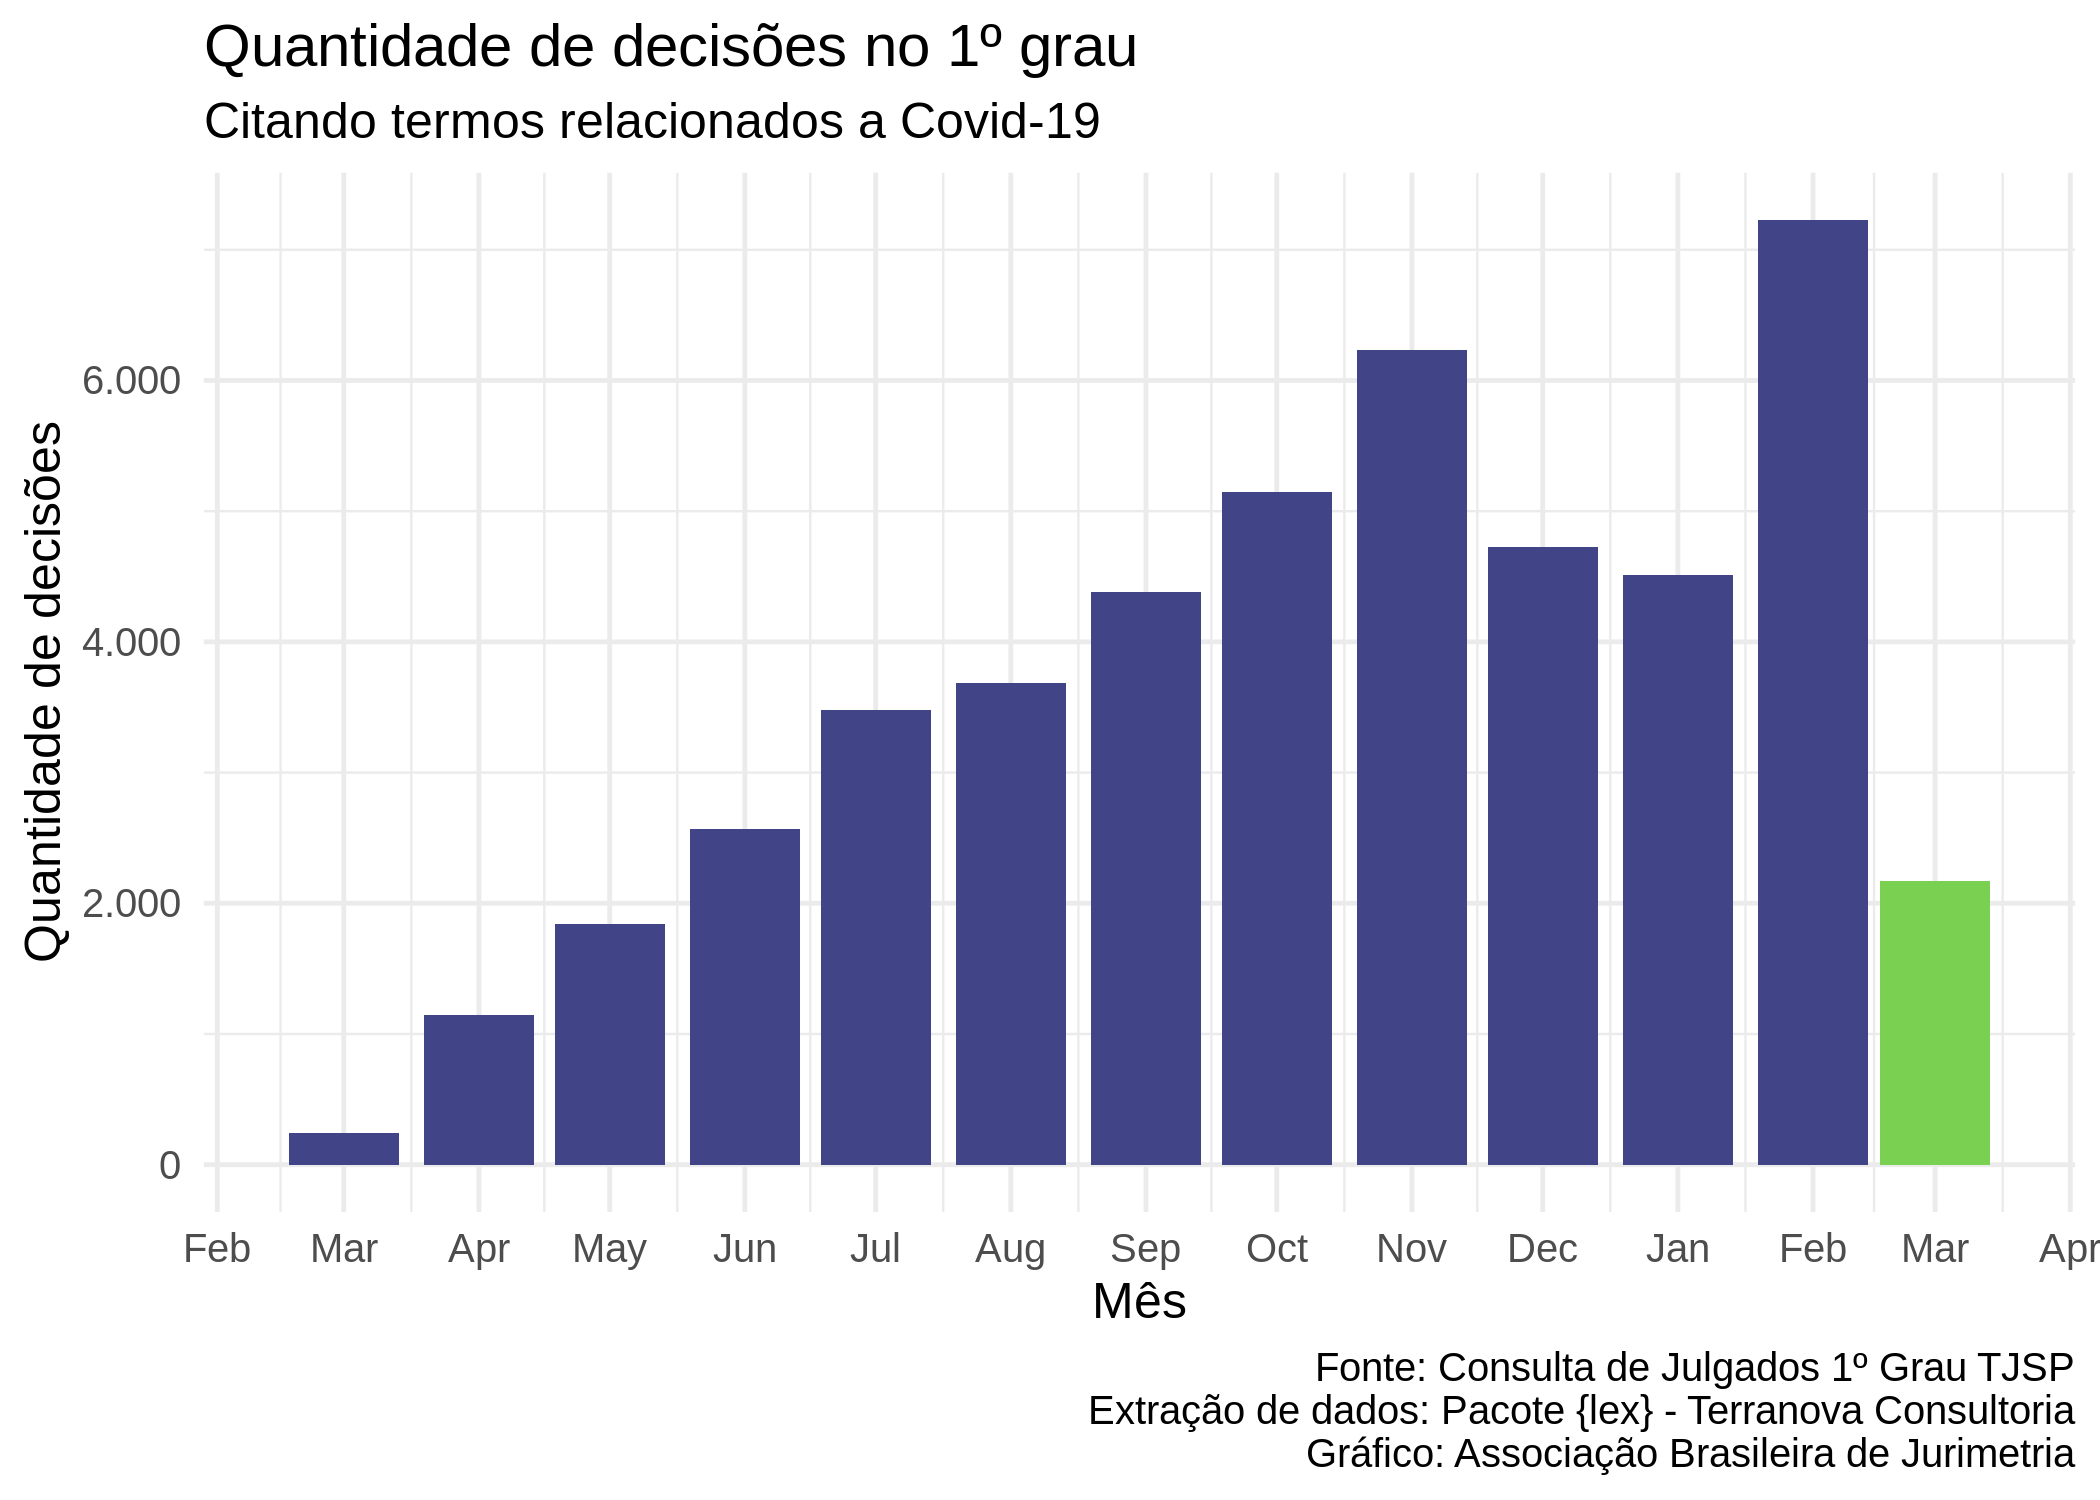 Quantidade de decisões no 1º grau
Citando termos relacionados a Covid-19
Quantidade de decisões
6.000
4.000
2.000
0
Feb Mar Apr May Jun Jul Aug Sep Oct Nov Dec Jan Feb Mar Apr
Mês
Fonte: Consulta de Julgados 1º Grau TJSP
Extração de dados: Pacote {lex} - Terranova Consultoria
Gráfico: Associação Brasileira de Jurimetria